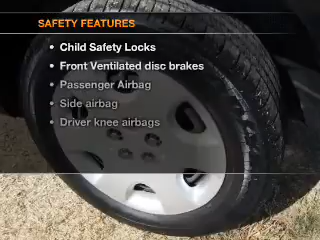 SAFETY FEATURES
• Child Safety Locks
• Front Ventilated disc brakes
• Passenger Airbag
• Side airbag
• Driver knee airbags